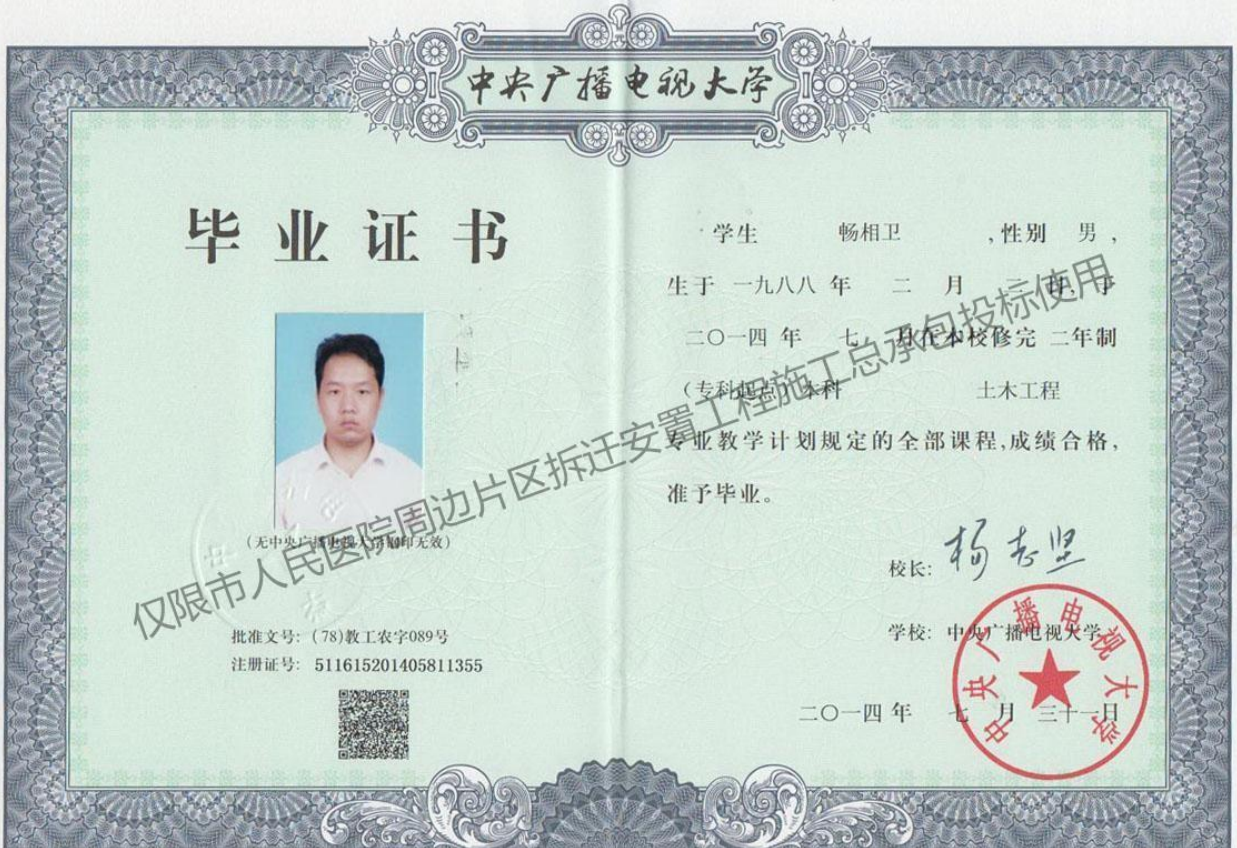 中央广播电视大学
毕业证书
(无中央广播电视大学钢印无效)
批准文号: (78)教工农字089号
注册证号: 511615201405811355
学生 畅相卫 , 性别 男 ,
生于 一九八八 年 二 月 二 日, 于
二〇一四 年 七 月在本校修完 二年制
(专科起点)本科 土木工程
专业教学计划规定的全部课程,成绩合格,
准予毕业。
校长: 杨志坚
学校: 中央广播电视大学
二〇一四 年 七 月 三十一日
中央广播电视大学
仅限市人民医院周边片区拆迁安置工程施工总承包投标使用